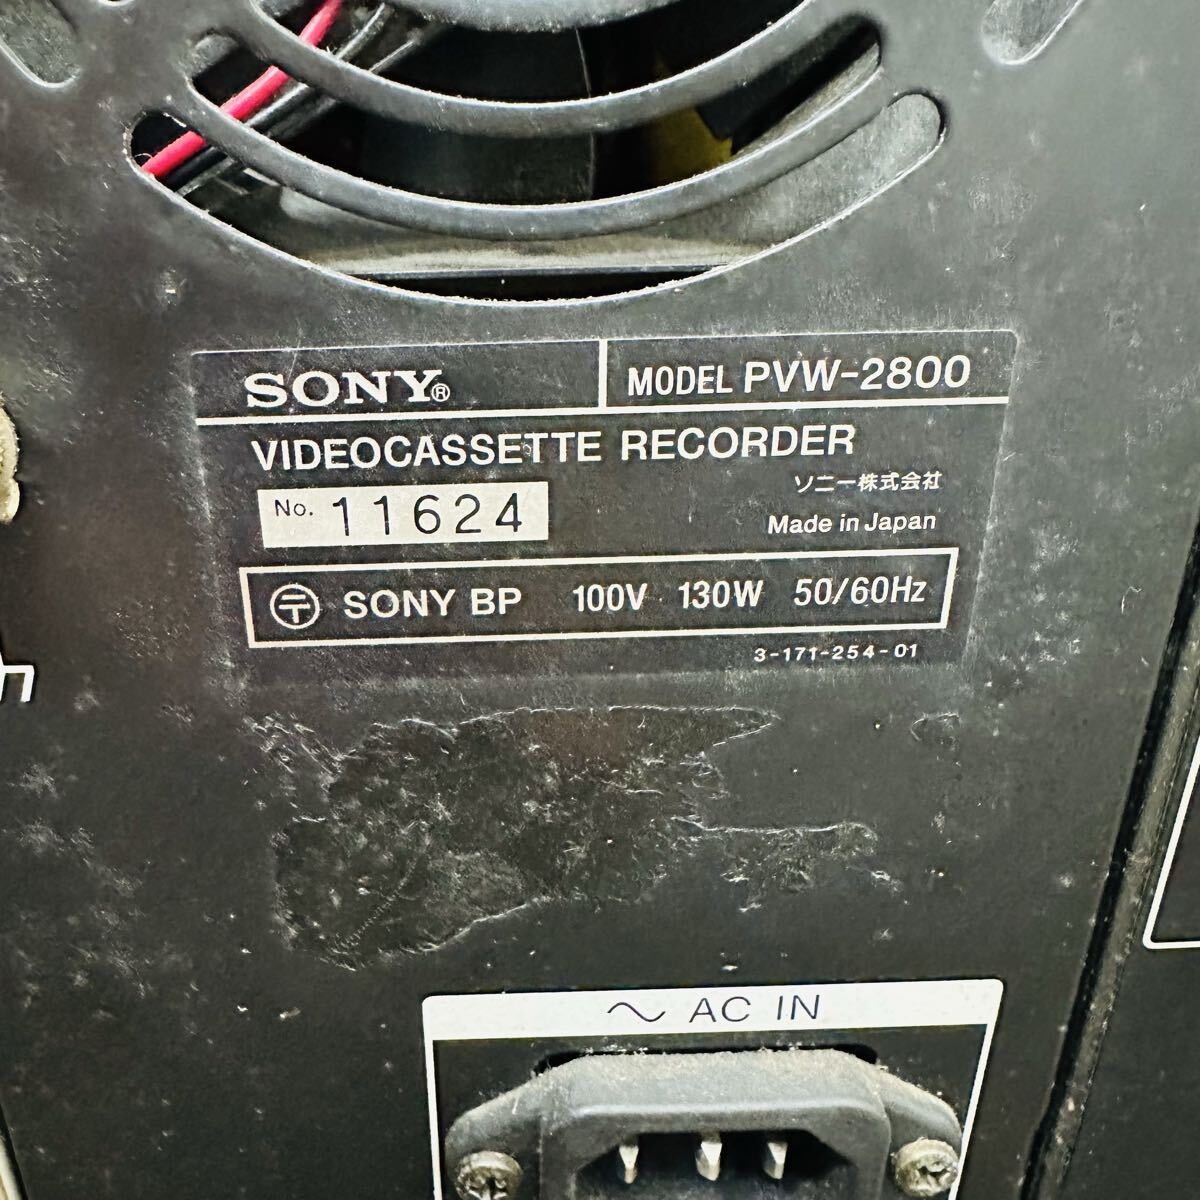 SONY®
MODEL PVW-2800
VIDEOCASSETTE RECORDER
ソニー株式会社
No. 11624
Made in Japan
〒 SONY BP 100V 130W 50/60Hz
3-171-254-01
~ AC IN